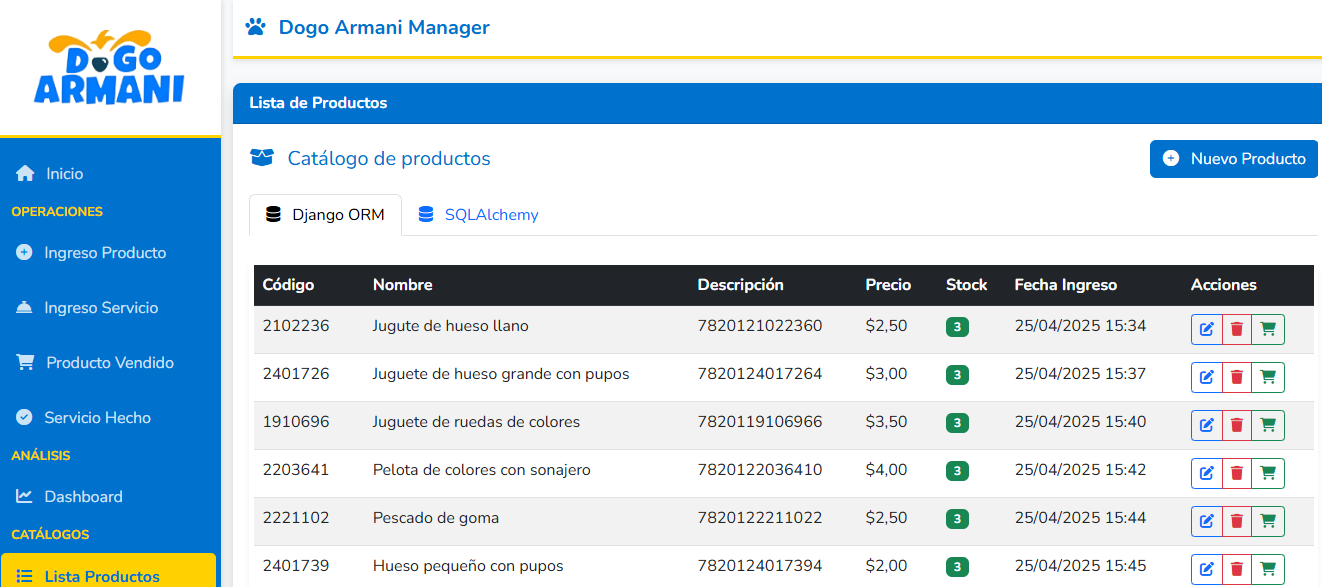 DOGO
ARMANI
Inicio
OPERACIONES
Ingreso Producto
Ingreso Servicio
Producto Vendido
Servicio Hecho
ANÁLISIS
Dashboard
CATÁLOGOS
Lista Productos
Dogo Armani Manager
Lista de Productos
Catálogo de productos
Nuevo Producto
Django ORM SQLAlchemy
Código Nombre Descripción Precio Stock Fecha Ingreso Acciones
2102236 Jugute de hueso llano 7820121022360 $2,50 3 25/04/2025 15:34
2401726 Juguete de hueso grande con pupos 7820124017264 $3,00 3 25/04/2025 15:37
1910696 Juguete de ruedas de colores 7820119106966 $3,50 3 25/04/2025 15:40
2203641 Pelota de colores con sonajero 7820122036410 $4,00 3 25/04/2025 15:42
2221102 Pescado de goma 7820122211022 $2,50 3 25/04/2025 15:44
2401739 Hueso pequeño con pupos 7820124017394 $2,00 3 25/04/2025 15:45